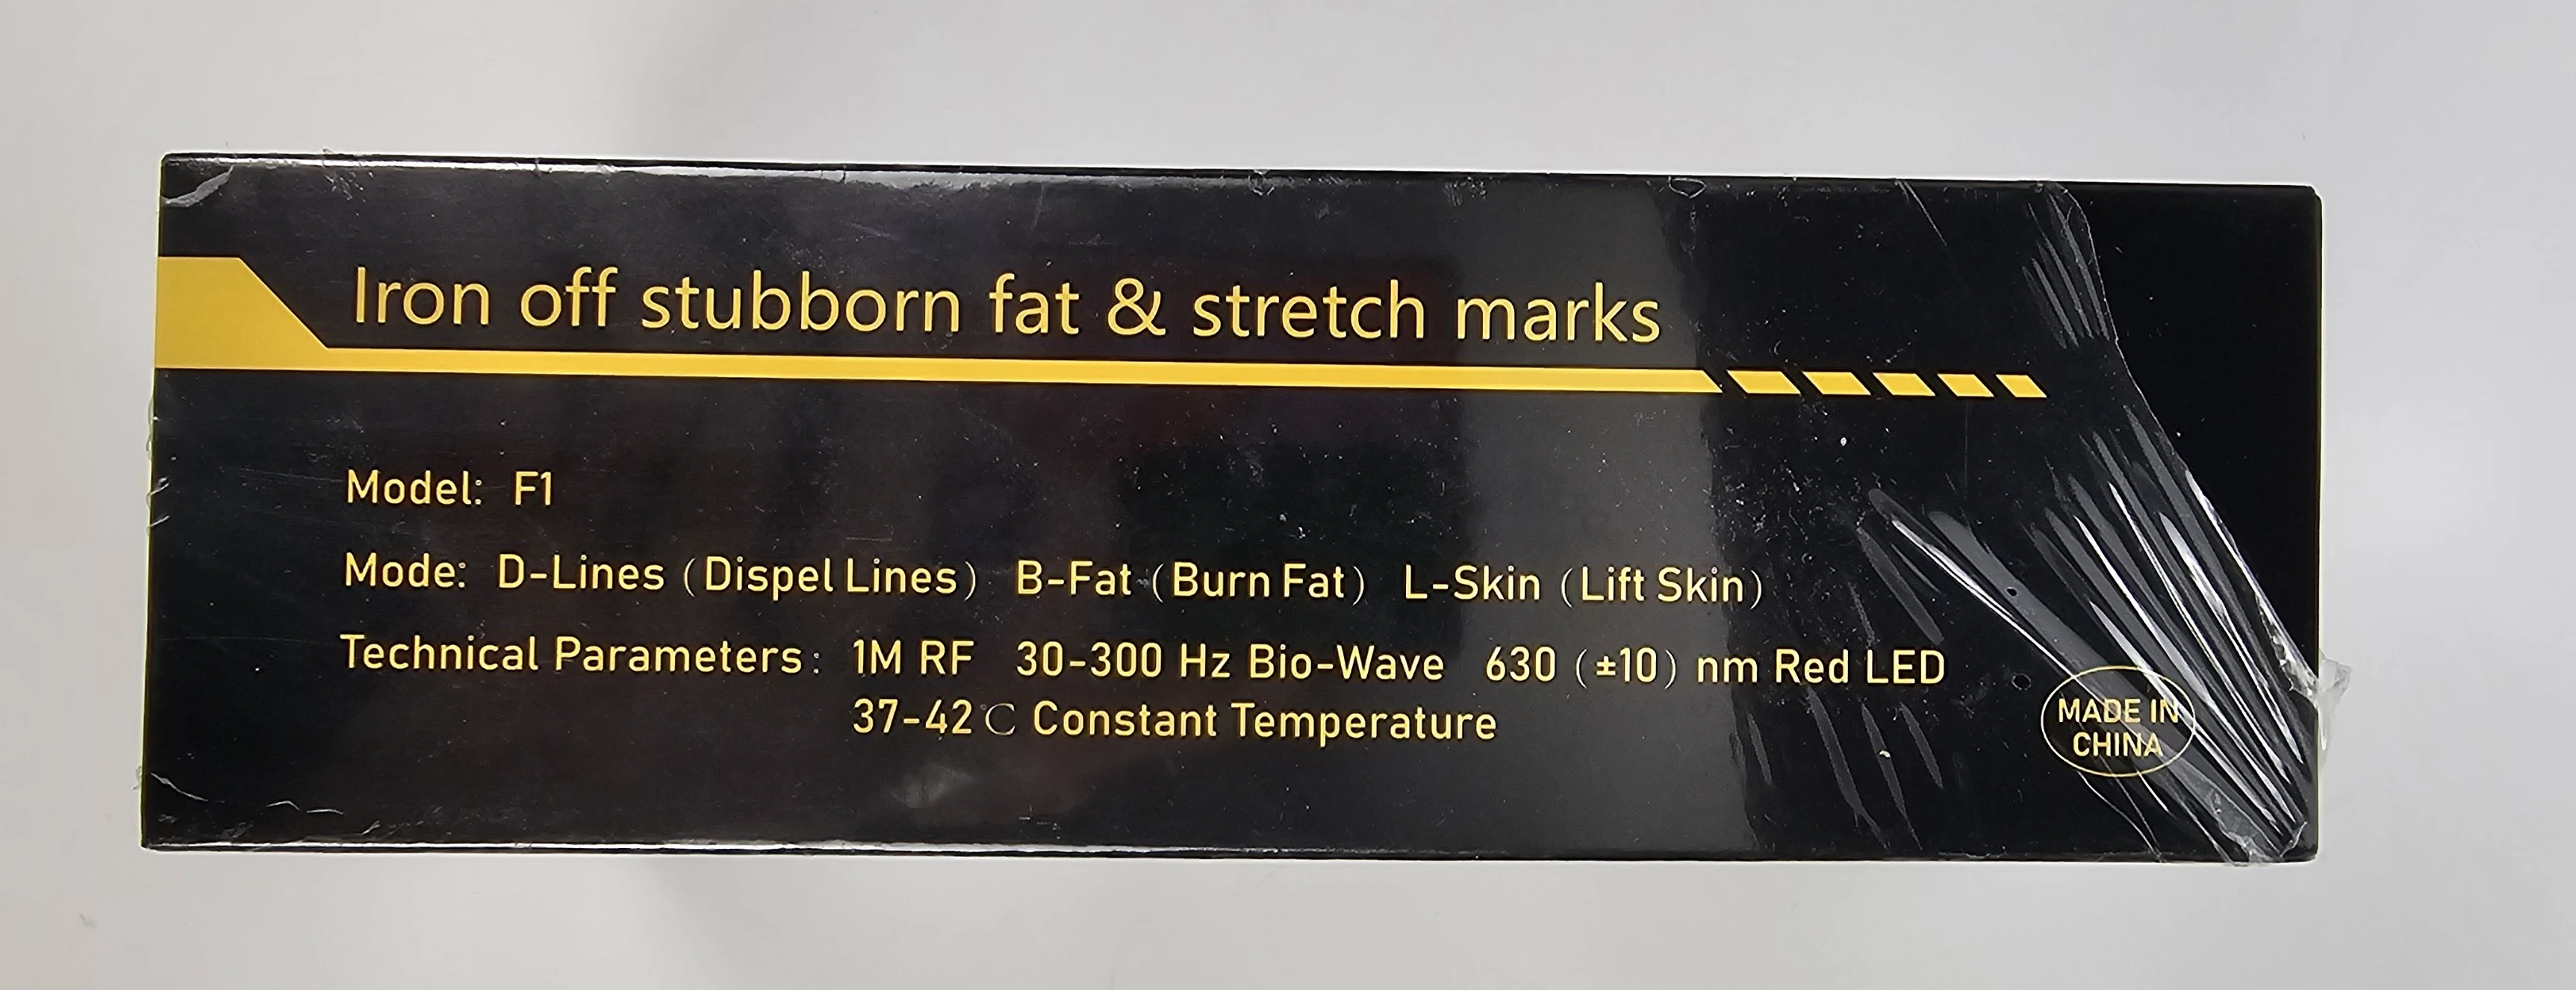 Iron off stubborn fat & stretch marks
Model: F1
Mode: D-Lines (Dispel Lines) B-Fat (Burn Fat) L-Skin (Lift Skin)
Technical Parameters: 1M RF 30-300 Hz Bio-Wave 630 (±10) nm Red LED
37-42℃ Constant Temperature
MADE IN
CHINA